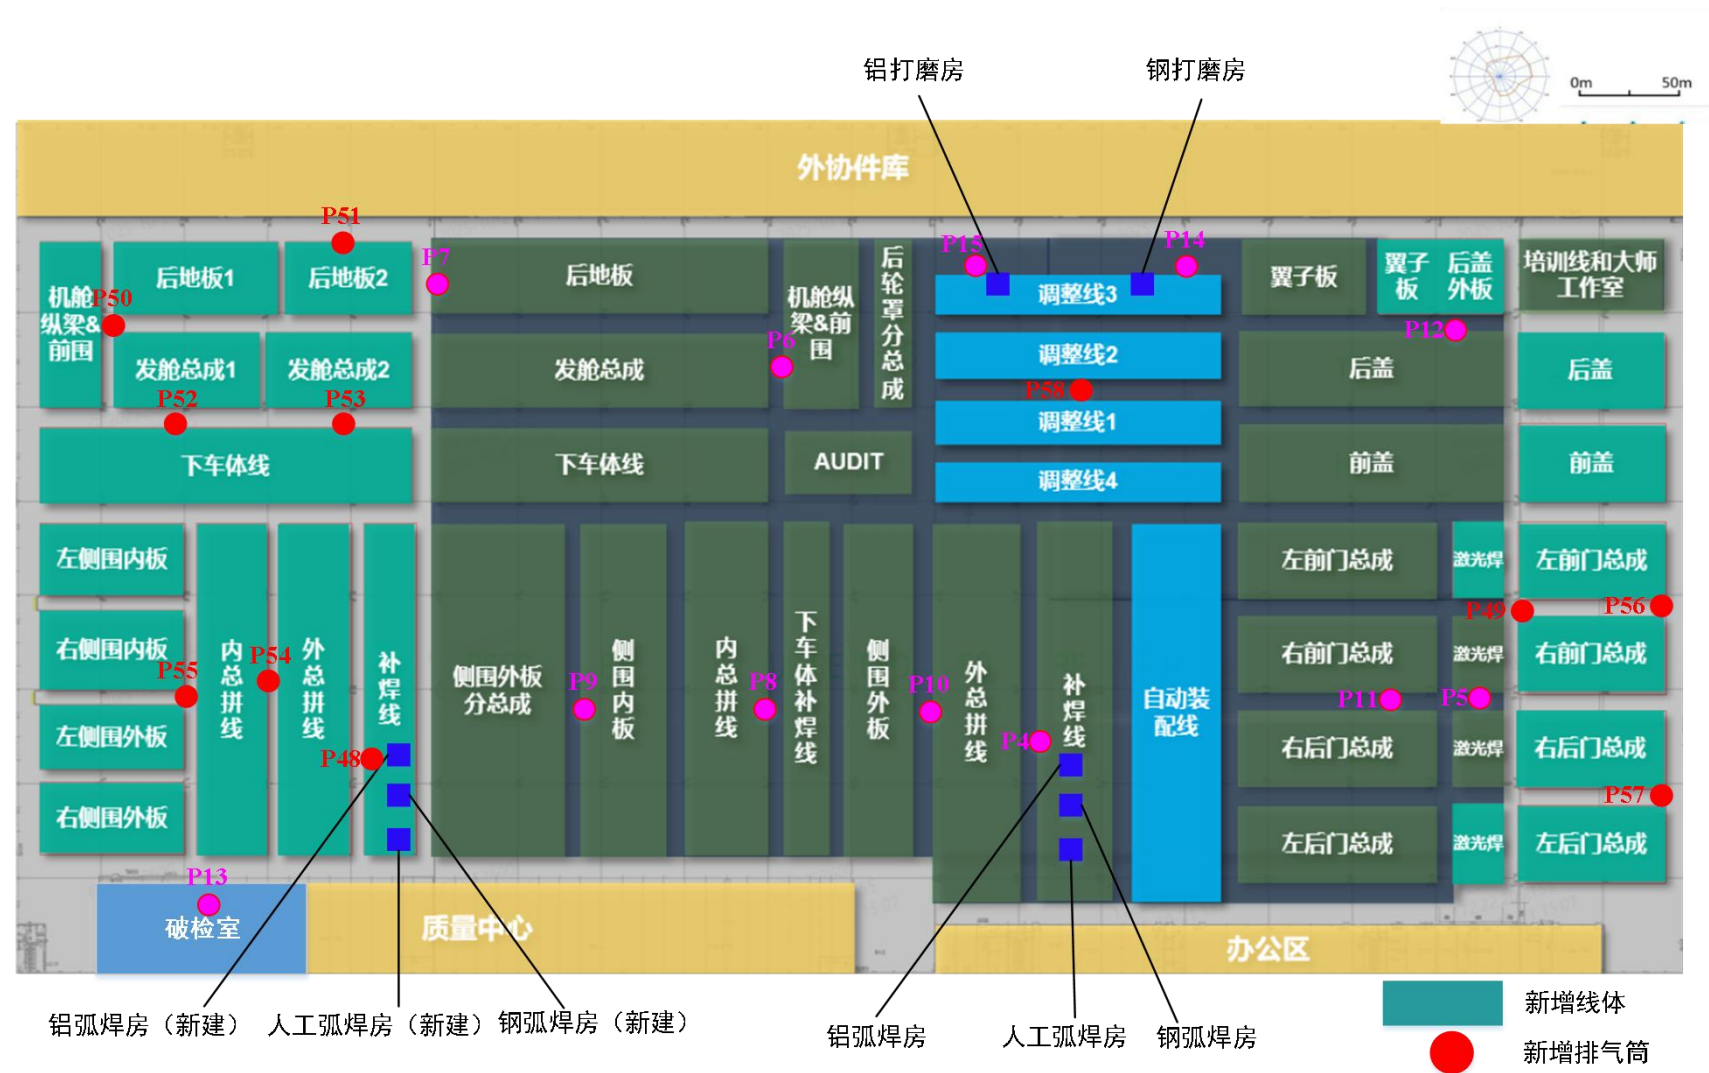 铝打磨房
钢打磨房
0m
50m
外协件库
P51
P7
P15
P14
机舱
纵梁&
前围
P50
后地板1
后地板2
后地板
机舱纵
梁&前
围
后轮罩分总成
调整线3
翼子板
翼子
板
后盖
外板
培训线和大师
工作室
P12
P6
发舱总成1
发舱总成2
发舱总成
调整线2
后盖
后盖
P52
P53
P58
调整线1
下车体线
下车体线
AUDIT
调整线4
前盖
前盖
左侧围内板
右侧围内板
左侧围外板
右侧围外板
P55
内总拼线
P54
外总拼线
补焊线
P48
侧围外板
分总成
P9
侧围内板
内总拼线
P8
下车体补焊线
侧围外板
P10
外总拼线
P4
补焊线
自动装
配线
左前门总成
激光焊
左前门总成
P49
P56
右前门总成
激光焊
右前门总成
P11
P5
右后门总成
激光焊
右后门总成
P57
左后门总成
激光焊
左后门总成
P13
破检室
质量中心
办公区
铝弧焊房（新建）
人工弧焊房（新建）
钢弧焊房（新建）
铝弧焊房
人工弧焊房
钢弧焊房
新增线体
新增排气筒